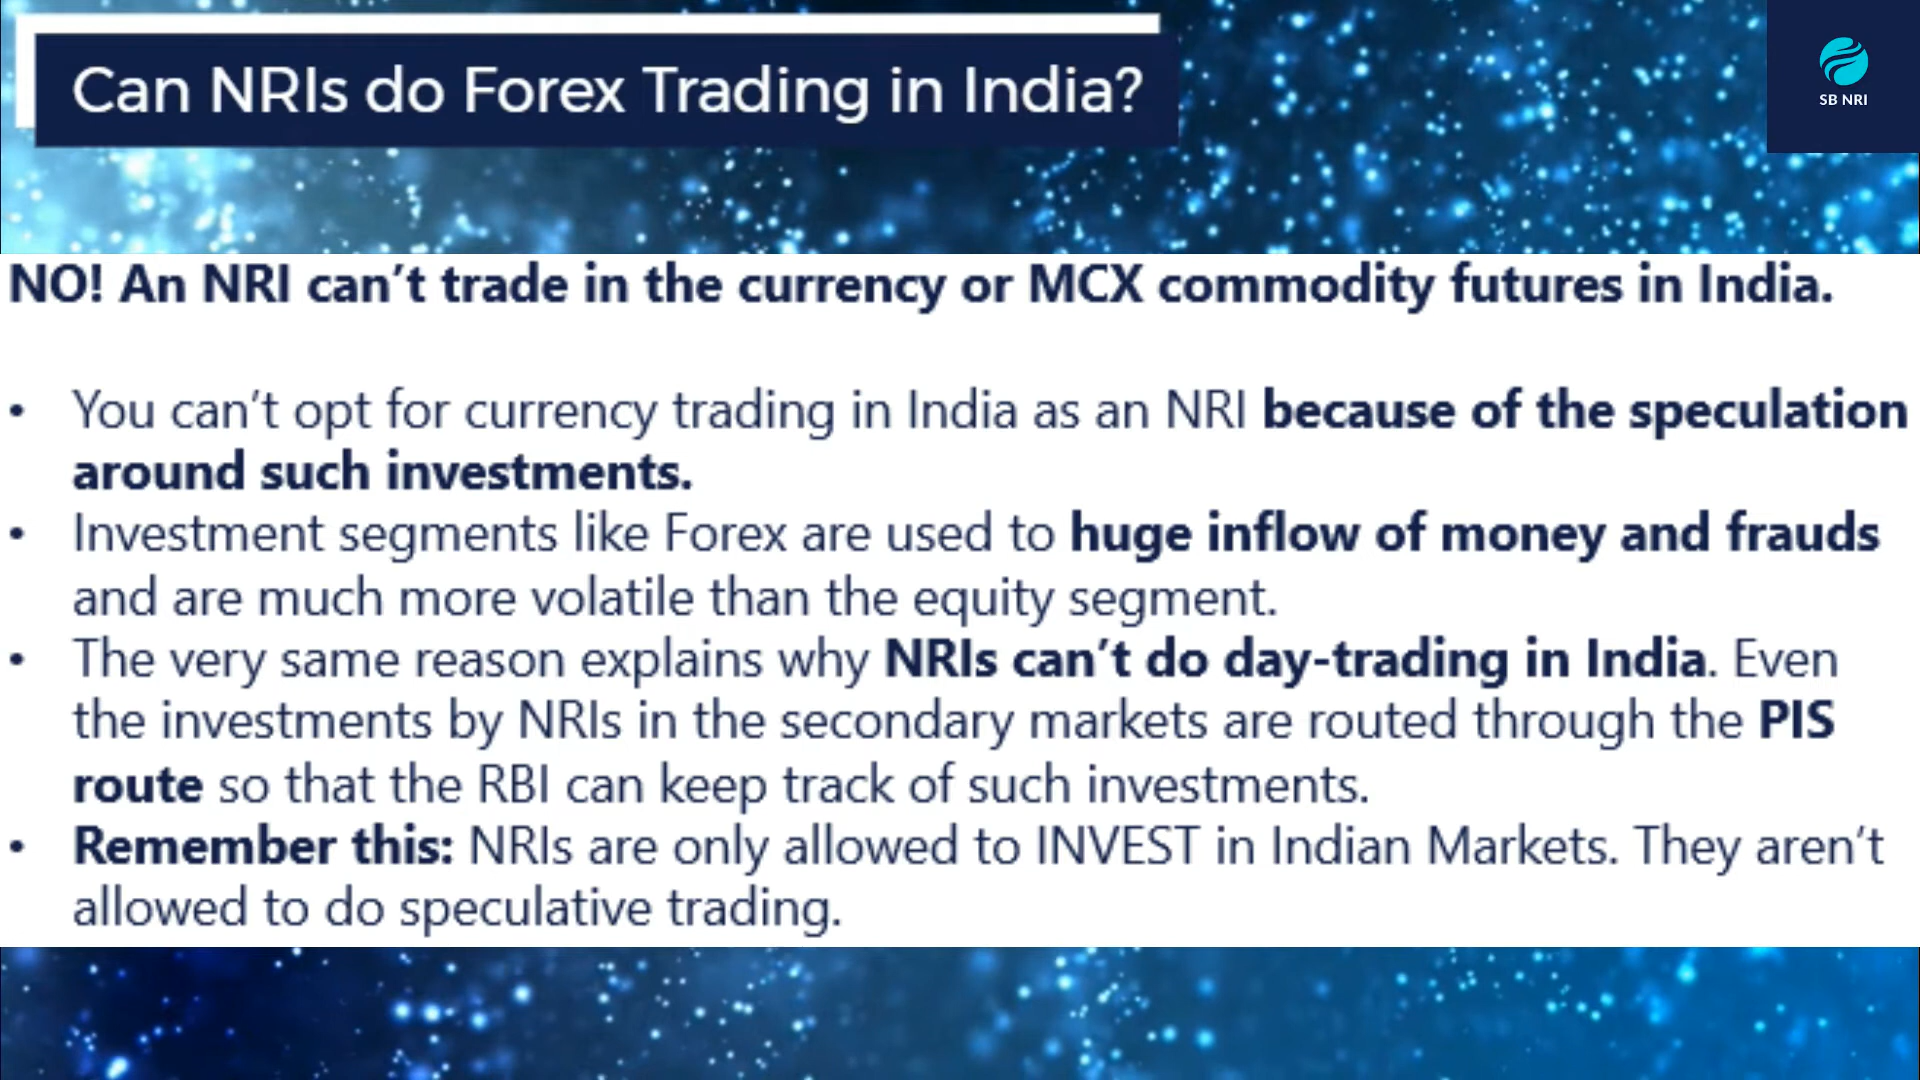 Can NRIs do Forex Trading in India?
SB NRI
NO! An NRI can't trade in the currency or MCX commodity futures in India.
• You can't opt for currency trading in India as an NRI because of the speculation
around such investments.
• Investment segments like Forex are used to huge inflow of money and frauds
and are much more volatile than the equity segment.
• The very same reason explains why NRIs can't do day-trading in India. Even
the investments by NRIs in the secondary markets are routed through the PIS
route so that the RBI can keep track of such investments.
• Remember this: NRIs are only allowed to INVEST in Indian Markets. They aren't
allowed to do speculative trading.